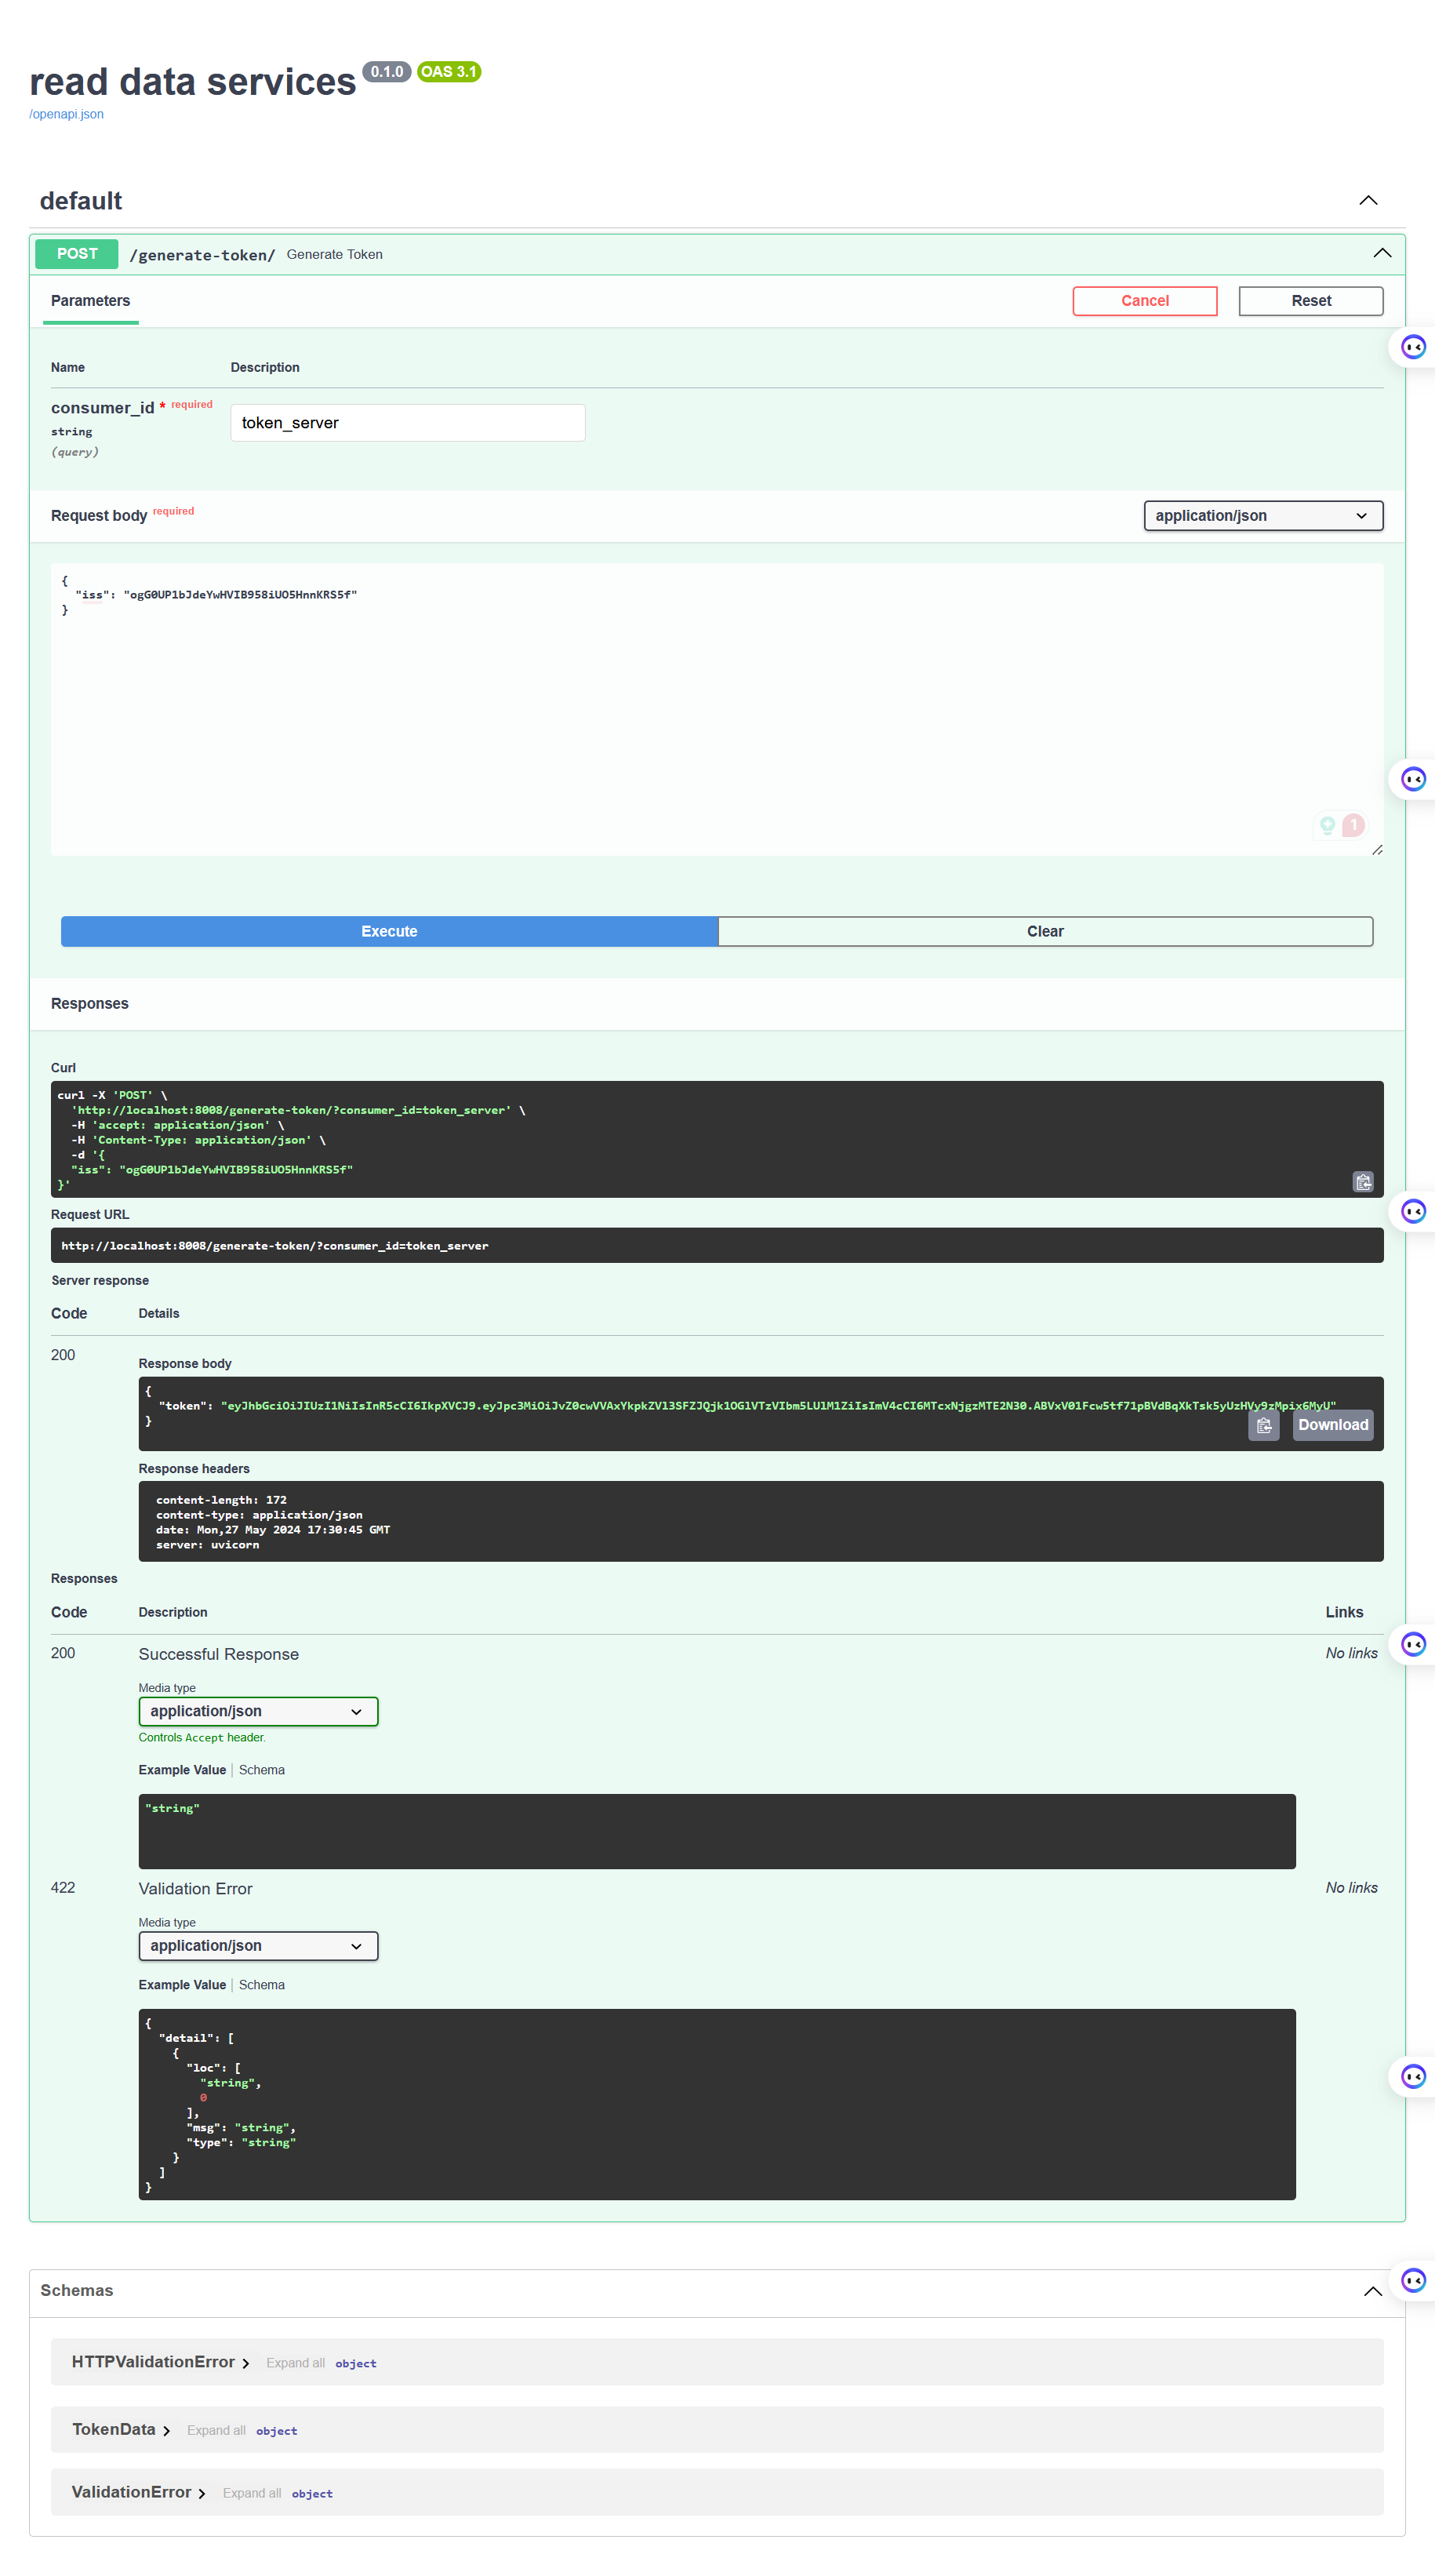 read data services 0.1.0 OAS 3.1
/openapi.json
default
POST /generate-token/ Generate Token
Parameters Cancel Reset
Name Description
consumer_id * required token_server
string
(query)
Request body required application/json
{
  "iss": "ogG0UP1bJdeYwHVIB958iUO5HnnKRS5f"
}
1
Execute Clear
Responses
Curl
curl -X 'POST' \
  'http://localhost:8008/generate-token/?consumer_id=token_server' \
  -H 'accept: application/json' \
  -H 'Content-Type: application/json' \
  -d '{
  "iss": "ogG0UP1bJdeYwHVIB958iUO5HnnKRS5f"
}'
Request URL
http://localhost:8008/generate-token/?consumer_id=token_server
Server response
Code Details
200
Response body
{
  "token": "eyJhbGciOiJIUzI1NiIsInR5cCI6IkpXVCJ9.eyJpc3MiOiJvZ0cwVVAxYkpkZVl3SFZJQjk1OGlVTzVIbm5LUlM1ZiIsImV4cCI6MTcxNjgzMTE2N30.ABVxV01Fcw5tf71pBVdBqXkTsk5yUzHVy9zMpix6MyU"
}
Download
Response headers
content-length: 172
content-type: application/json
date: Mon,27 May 2024 17:30:45 GMT
server: uvicorn
Responses
Code Description Links
200 Successful Response No links
Media type
application/json
Controls Accept header.
Example Value Schema
"string"
422 Validation Error No links
Media type
application/json
Example Value Schema
{
  "detail": [
    {
      "loc": [
        "string",
        0
      ],
      "msg": "string",
      "type": "string"
    }
  ]
}
Schemas
HTTPValidationError Expand all object
TokenData Expand all object
ValidationError Expand all object